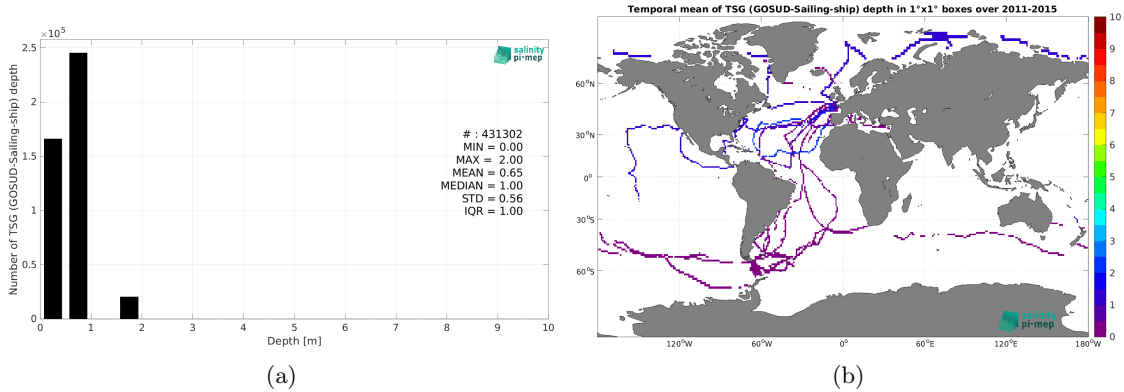 Number of TSG (GOSUD-Sailing-ship) depth
×10⁵
2.5
2
1.5
1
0.5
0
0 1 2 3 4 5 6 7 8 9 10
Depth [m]
salinity
pi-mep
# : 431302
MIN = 0.00
MAX = 2.00
MEAN = 0.65
MEDIAN = 1.00
STD = 0.56
IQR = 1.00
(a)
Temporal mean of TSG (GOSUD-Sailing-ship) depth in 1°x1° boxes over 2011-2015
60°N
30°N
0°
30°S
60°S
120°W 60°W 0° 60°E 120°E 180°W
salinity
pi-mep
10
9
8
7
6
5
4
3
2
1
0
(b)